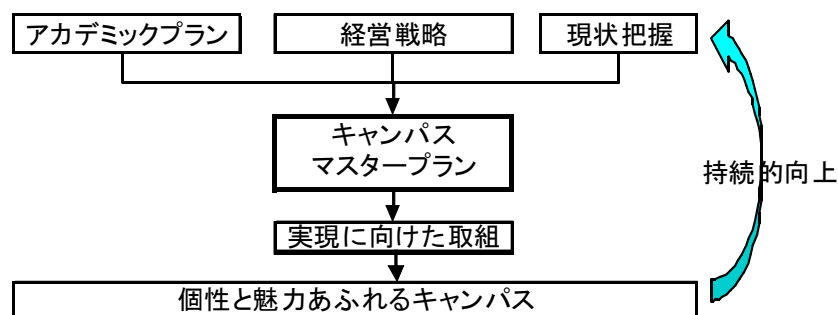 アカデミックプラン
経営戦略
現状把握
キャンパス
マスタープラン
持続的向上
実現に向けた取組
個性と魅力あふれるキャンパス